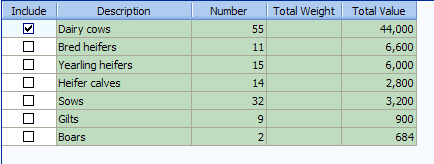 Include Description Number Total Weight Total Value
Dairy cows 55 44,000
Bred heifers 11 6,600
Yearling heifers 15 6,000
Heifer calves 14 2,800
Sows 32 3,200
Gilts 9 900
Boars 2 684